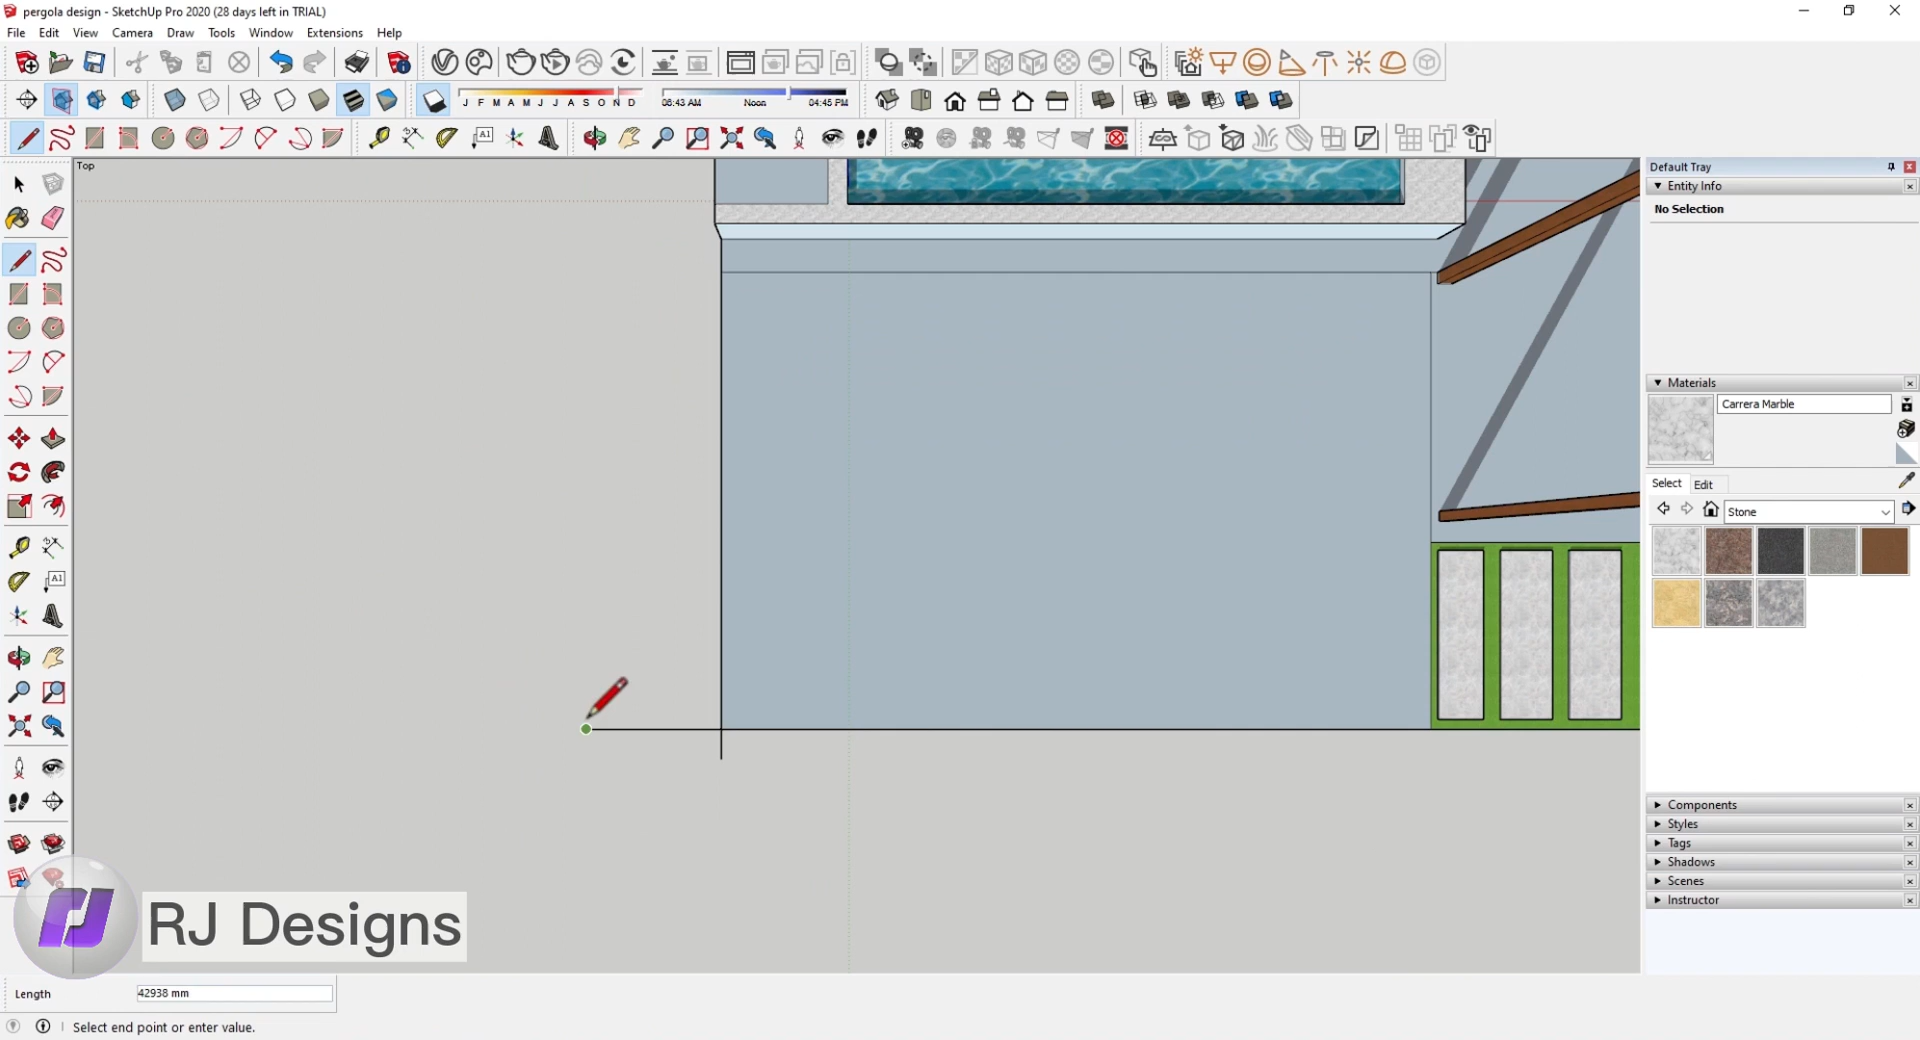 pergola design - SketchUp Pro 2020 (28 days left in TRIAL)
File Edit View Camera Draw Tools Window Extensions Help
J F M A M J J A S O N D
06:43 AM Noon 04:45 PM
A1
Top
Default Tray
Entity Info
No Selection
A1
Materials
Carrera Marble
Select Edit
Stone
Components
Styles
Tags
Shadows
Scenes
Instructor
RJ Designs
Length 42938 mm
Select end point or enter value.